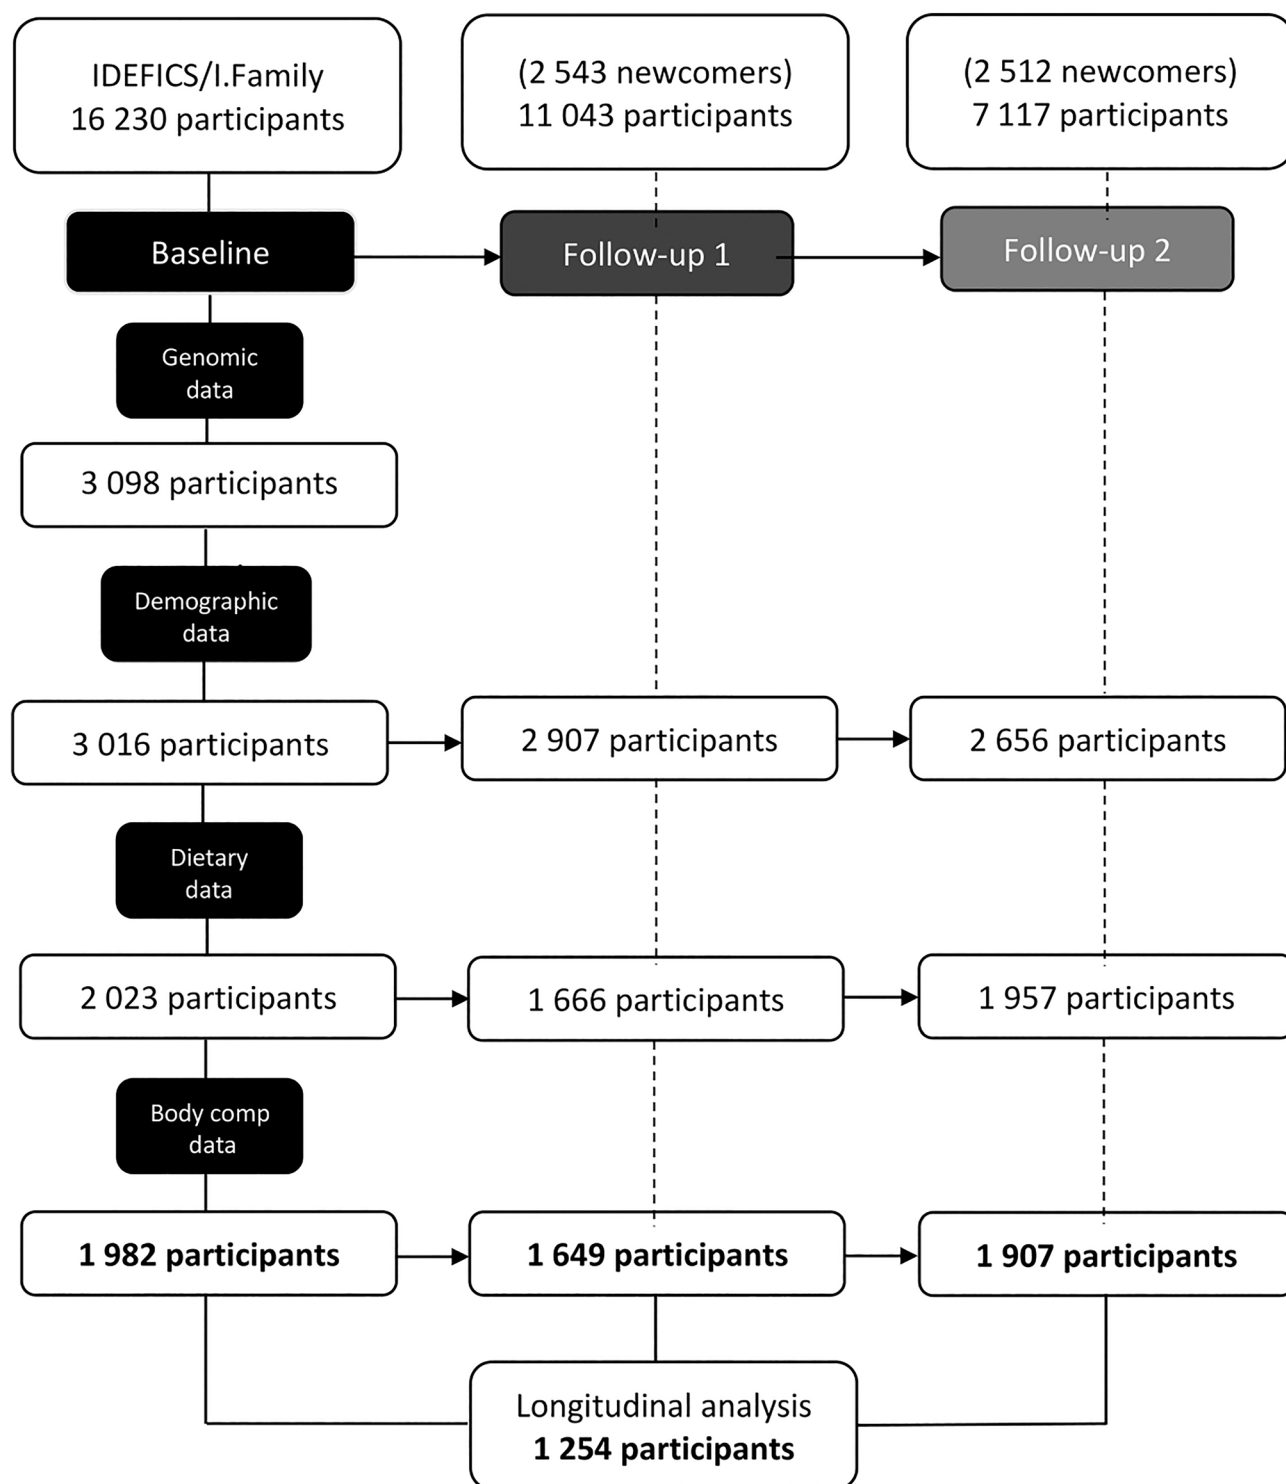 IDEFICS/I.Family
16 230 participants
(2 543 newcomers)
11 043 participants
(2 512 newcomers)
7 117 participants
Baseline
Follow-up 1
Follow-up 2
Genomic
data
3 098 participants
Demographic
data
3 016 participants
2 907 participants
2 656 participants
Dietary
data
2 023 participants
1 666 participants
1 957 participants
Body comp
data
1 982 participants
1 649 participants
1 907 participants
Longitudinal analysis
1 254 participants